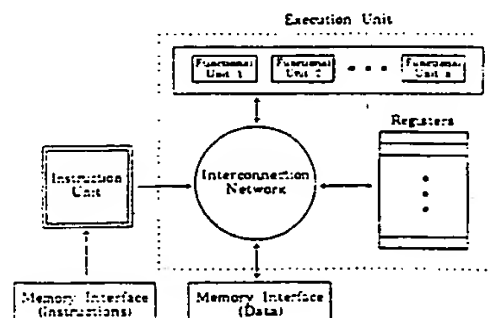 Execution Unit
Functional
Unit 1
Functional
Unit 2
Functional
Unit n
Registers
Instruction
Unit
Interconnection
Network
Memory Interface
(Instructions)
Memory Interface
(Data)